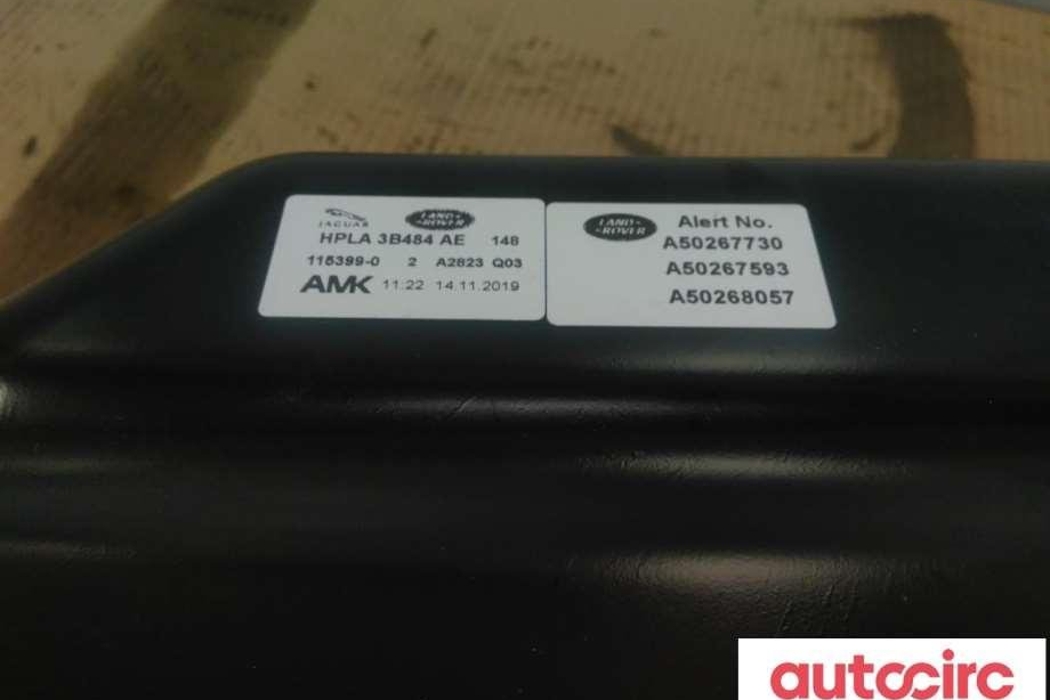 JAGUAR LAND ROVER
HPLA 3B484 AE 148
115399-0 2 A2823 Q03
AMK 11:22 14.11.2019
LAND ROVER Alert No.
A50267730
A50267593
A50268057
autocirc